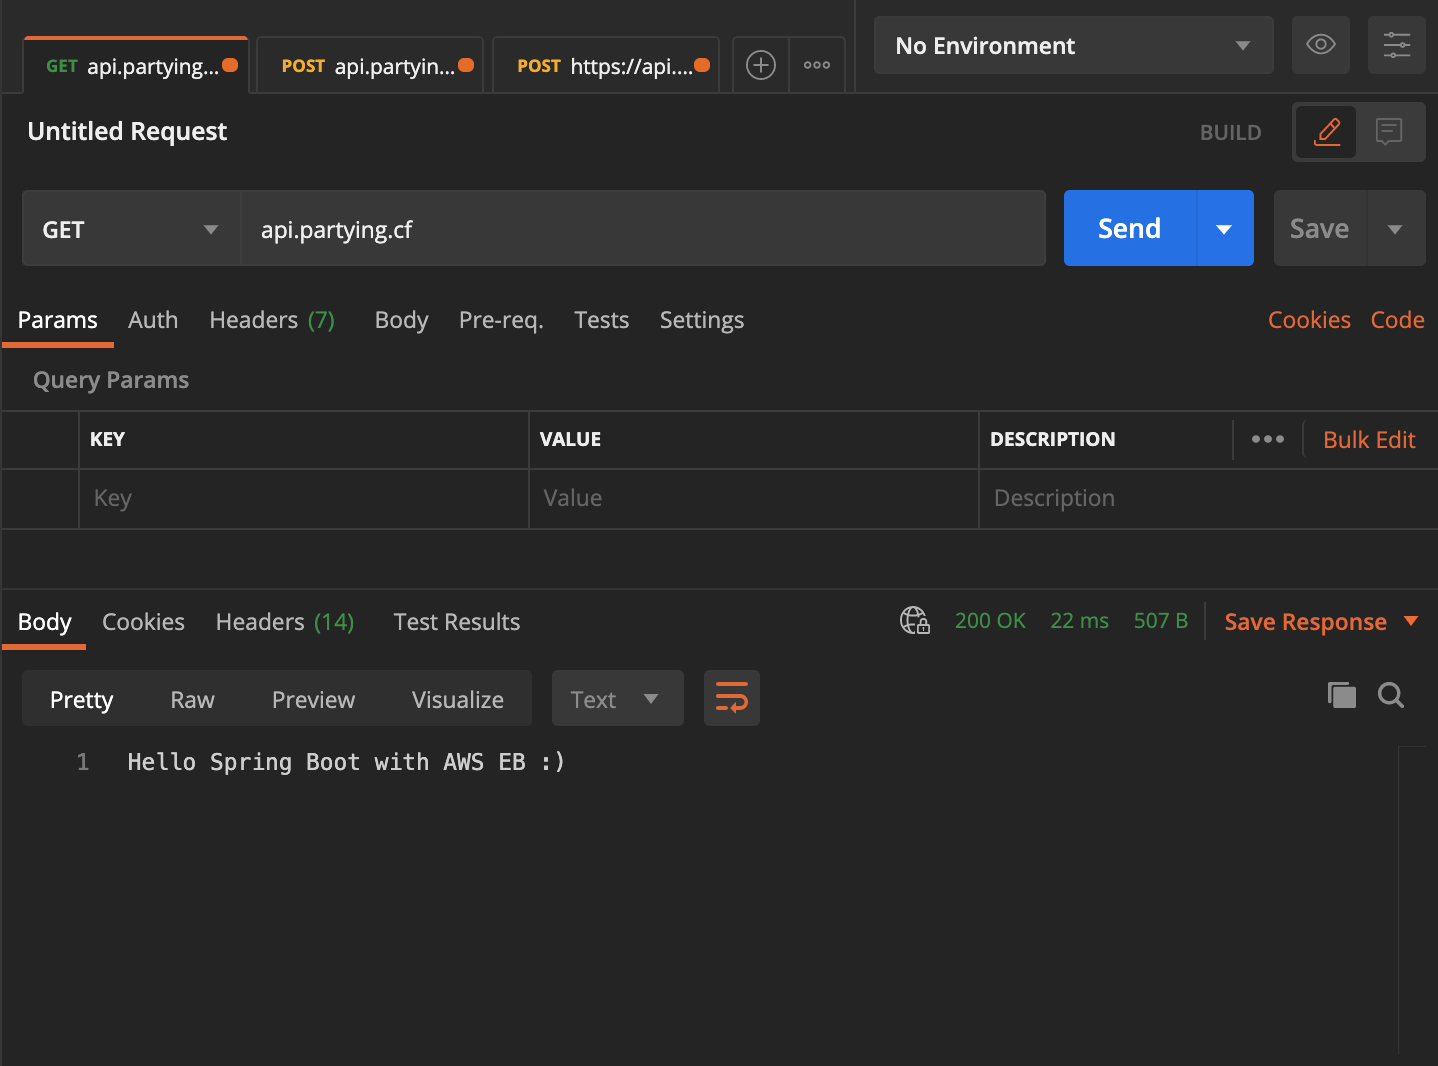 GET api.partying... POST api.partyin... POST https://api.... No Environment
Untitled Request BUILD
GET api.partying.cf Send Save
Params Auth Headers (7) Body Pre-req. Tests Settings Cookies Code
Query Params
KEY VALUE DESCRIPTION Bulk Edit
Key Value Description
Body Cookies Headers (14) Test Results 200 OK 22 ms 507 B Save Response
Pretty Raw Preview Visualize Text
1 Hello Spring Boot with AWS EB :)